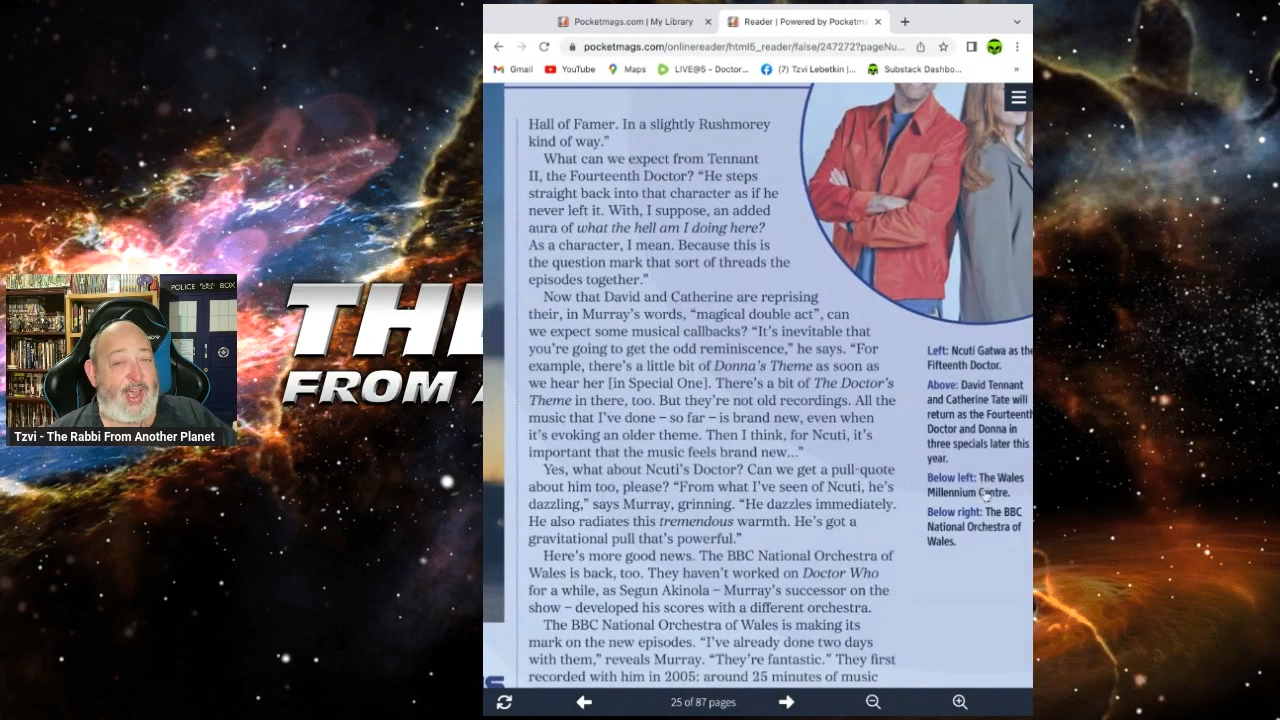 Pocketmags.com | My Library
Reader | Powered by Pocketm
pocketmags.com/onlinereader/html5_reader/false/247272?pageNu...
Gmail
YouTube
Maps
LIVE@5 - Doctor...
(7) Tzvi Lebetkin |...
Substack Dashbo...
»
Hall of Famer. In a slightly Rushmorey
kind of way.”
What can we expect from Tennant
II, the Fourteenth Doctor? “He steps
straight back into that character as if he
never left it. With, I suppose, an added
aura of what the hell am I doing here?
As a character, I mean. Because this is
the question mark that sort of threads the
episodes together.”
Now that David and Catherine are reprising
their, in Murray’s words, “magical double act”, can
we expect some musical callbacks? “It’s inevitable that
you’re going to get the odd reminiscence,” he says. “For
example, there’s a little bit of Donna’s Theme as soon as
we hear her [in Special One]. There’s a bit of The Doctor’s
Theme in there, too. But they’re not old recordings. All the
music that I’ve done – so far – is brand new, even when
it’s evoking an older theme. Then I think, for Ncuti, it’s
important that the music feels brand new...”
Yes, what about Ncuti’s Doctor? Can we get a pull-quote
about him too, please? “From what I’ve seen of Ncuti, he’s
dazzling,” says Murray, grinning. “He dazzles immediately.
He also radiates this tremendous warmth. He’s got a
gravitational pull that’s powerful.”
Here’s more good news. The BBC National Orchestra of
Wales is back, too. They haven’t worked on Doctor Who
for a while, as Segun Akinola – Murray’s successor on the
show – developed his scores with a different orchestra.
The BBC National Orchestra of Wales is making its
mark on the new episodes. “I’ve already done two days
with them,” reveals Murray. “They’re fantastic.” They first
recorded with him in 2005: around 25 minutes of music
Left: Ncuti Gatwa as the
Fifteenth Doctor.
Above: David Tennant
and Catherine Tate will
return as the Fourteenth
Doctor and Donna in
three specials later this
year.
Below left: The Wales
Millennium Centre.
Below right: The BBC
National Orchestra of
Wales.
25 of 87 pages
POLICE BOX
Tzvi - The Rabbi From Another Planet
THE
FROM A